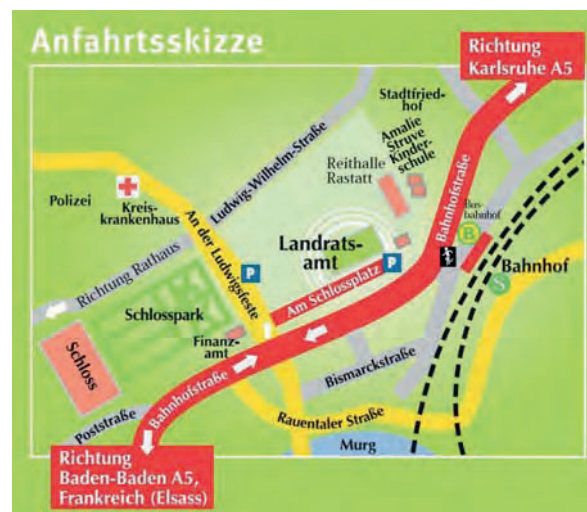 Anfahrtsskizze
Richtung
Karlsruhe A5
Stadtfried-
hof
Amalie
Struve
Kinder-
schule
Reithalle
Rastatt
Ludwig-Wilhelm-Straße
Polizei
Kreis-
krankenhaus
An der Ludwigsfeste
Bahnhofstraße
Bus-
bahnhof
B
Landrats-
amt
P
P
Bahnhof
S
Richtung Rathaus
Am Schlossplatz
Schlosspark
Schloss
Finanz-
amt
Bismarckstraße
Bahnhofstraße
Rauentaler Straße
Poststraße
Murg
Richtung
Baden-Baden A5,
Frankreich (Elsass)